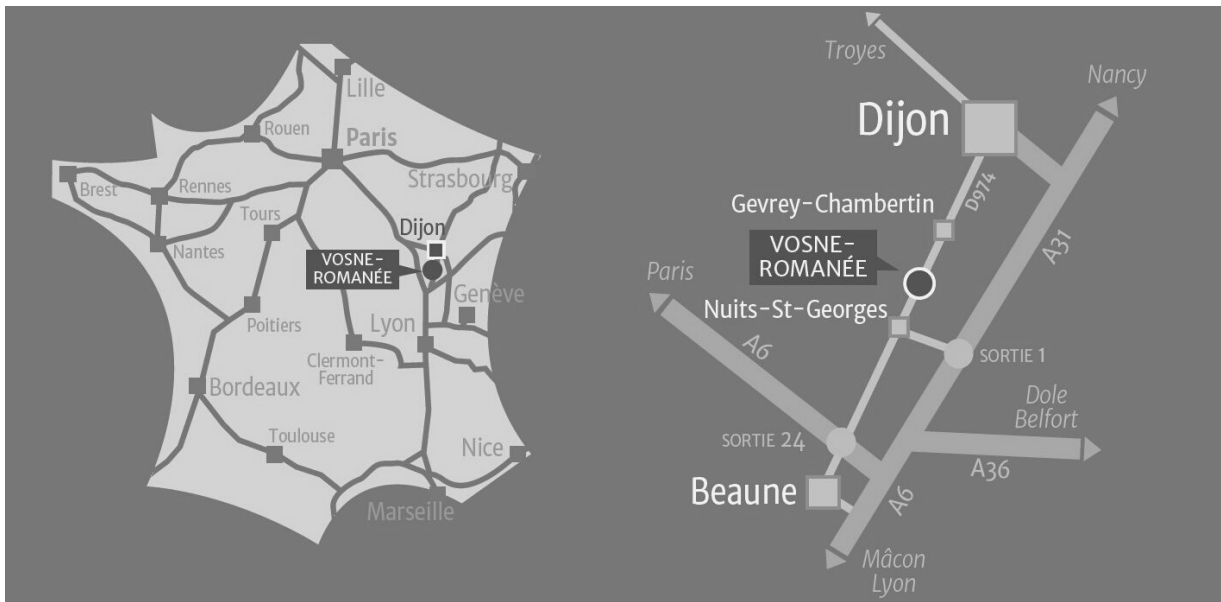 Lille
Rouen
Paris
Strasbourg
Brest
Rennes
Tours
Dijon
Nantes
VOSNE-
ROMANÉE
Genève
Poitiers
Lyon
Clermont-
Ferrand
Bordeaux
Toulouse
Nice
Marseille
Troyes
Nancy
Dijon
D974
Gevrey-Chambertin
A31
VOSNE-
ROMANÉE
Paris
Nuits-St-Georges
A6
SORTIE 1
Dole
Belfort
SORTIE 24
A36
Beaune
A6
Mâcon
Lyon